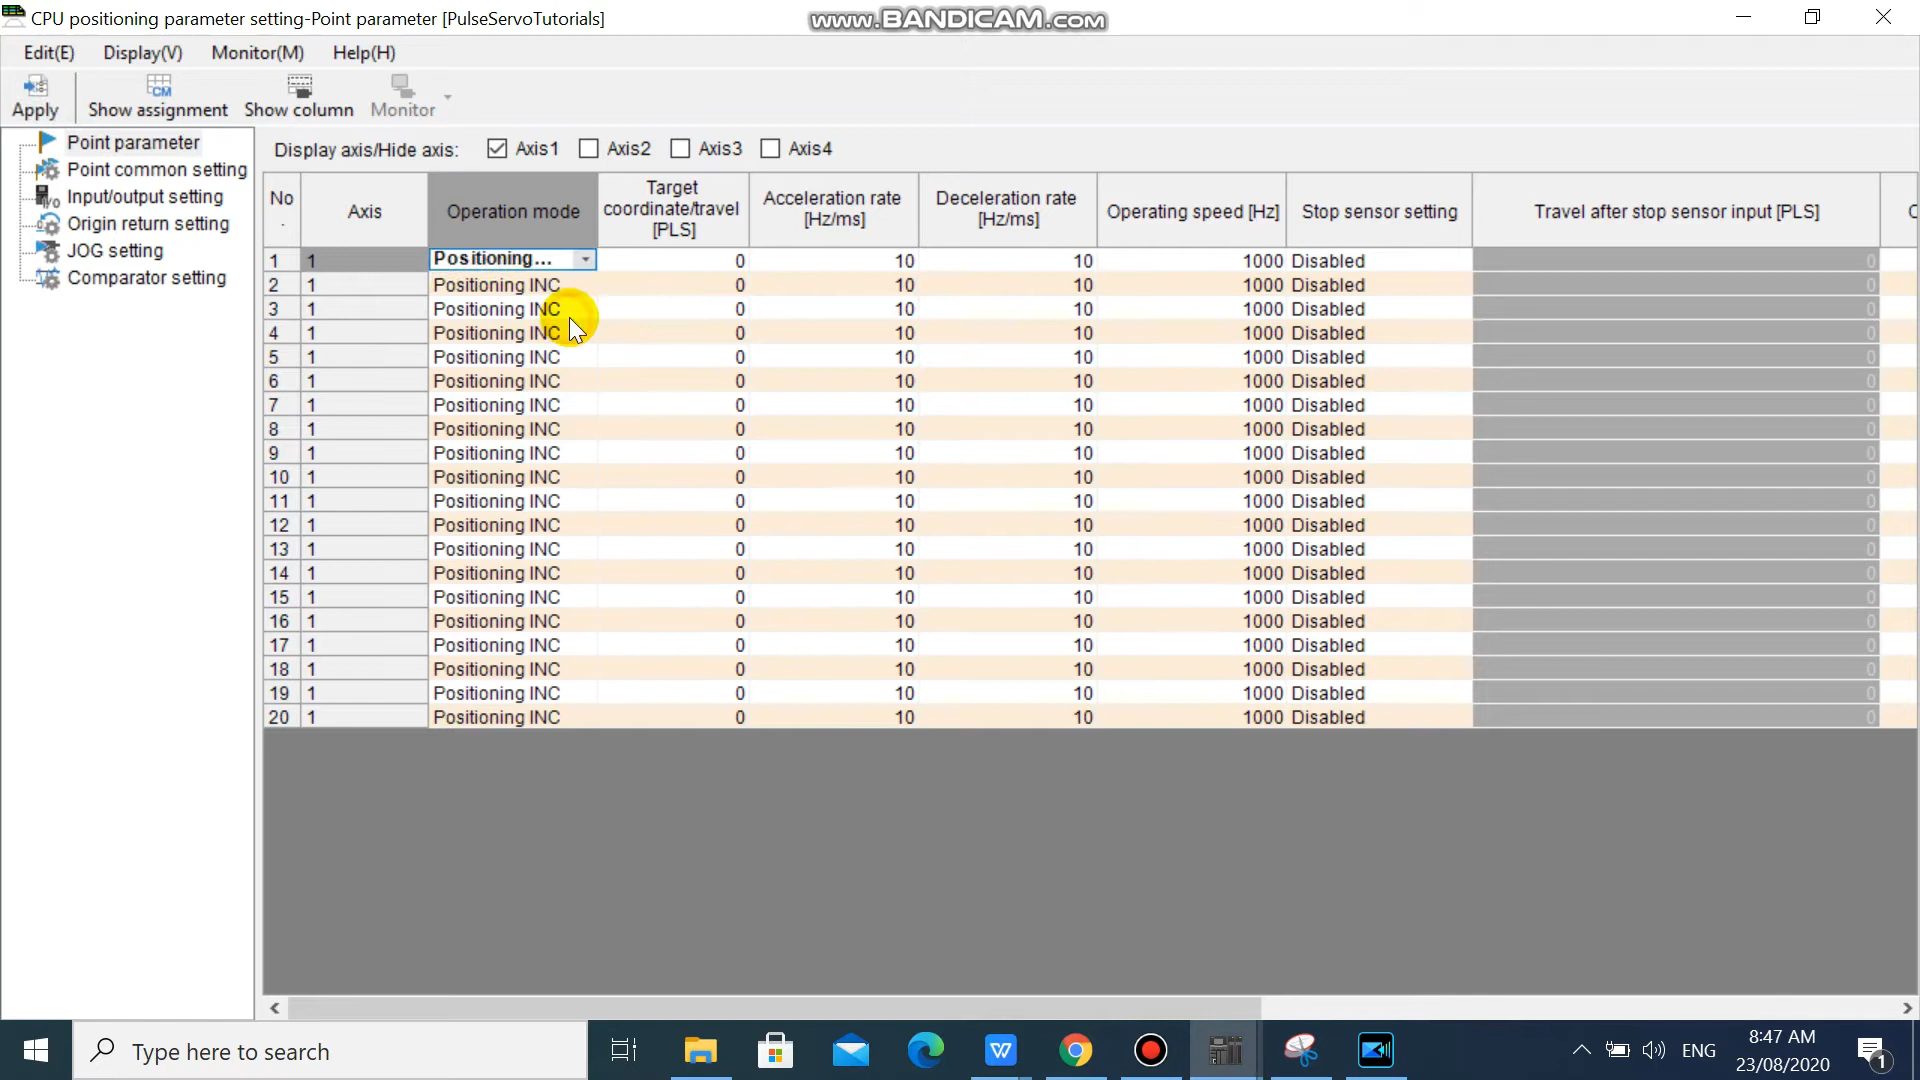 CPU positioning parameter setting-Point parameter [PulseServoTutorials]
www.BANDICAM.com
Edit(E) Display(V) Monitor(M) Help(H)
Apply Show assignment Show column Monitor
Point parameter
Point common setting
Input/output setting
Origin return setting
JOG setting
Comparator setting
Display axis/Hide axis: Axis1 Axis2 Axis3 Axis4
No. Axis Operation mode Target coordinate/travel [PLS] Acceleration rate [Hz/ms] Deceleration rate [Hz/ms] Operating speed [Hz] Stop sensor setting Travel after stop sensor input [PLS]
1 1 Positioning... 0 10 10 1000 Disabled 0
2 1 Positioning INC 0 10 10 1000 Disabled 0
3 1 Positioning INC 0 10 10 1000 Disabled 0
4 1 Positioning INC 0 10 10 1000 Disabled 0
5 1 Positioning INC 0 10 10 1000 Disabled 0
6 1 Positioning INC 0 10 10 1000 Disabled 0
7 1 Positioning INC 0 10 10 1000 Disabled 0
8 1 Positioning INC 0 10 10 1000 Disabled 0
9 1 Positioning INC 0 10 10 1000 Disabled 0
10 1 Positioning INC 0 10 10 1000 Disabled 0
11 1 Positioning INC 0 10 10 1000 Disabled 0
12 1 Positioning INC 0 10 10 1000 Disabled 0
13 1 Positioning INC 0 10 10 1000 Disabled 0
14 1 Positioning INC 0 10 10 1000 Disabled 0
15 1 Positioning INC 0 10 10 1000 Disabled 0
16 1 Positioning INC 0 10 10 1000 Disabled 0
17 1 Positioning INC 0 10 10 1000 Disabled 0
18 1 Positioning INC 0 10 10 1000 Disabled 0
19 1 Positioning INC 0 10 10 1000 Disabled 0
20 1 Positioning INC 0 10 10 1000 Disabled 0
Type here to search
ENG
8:47 AM
23/08/2020
1